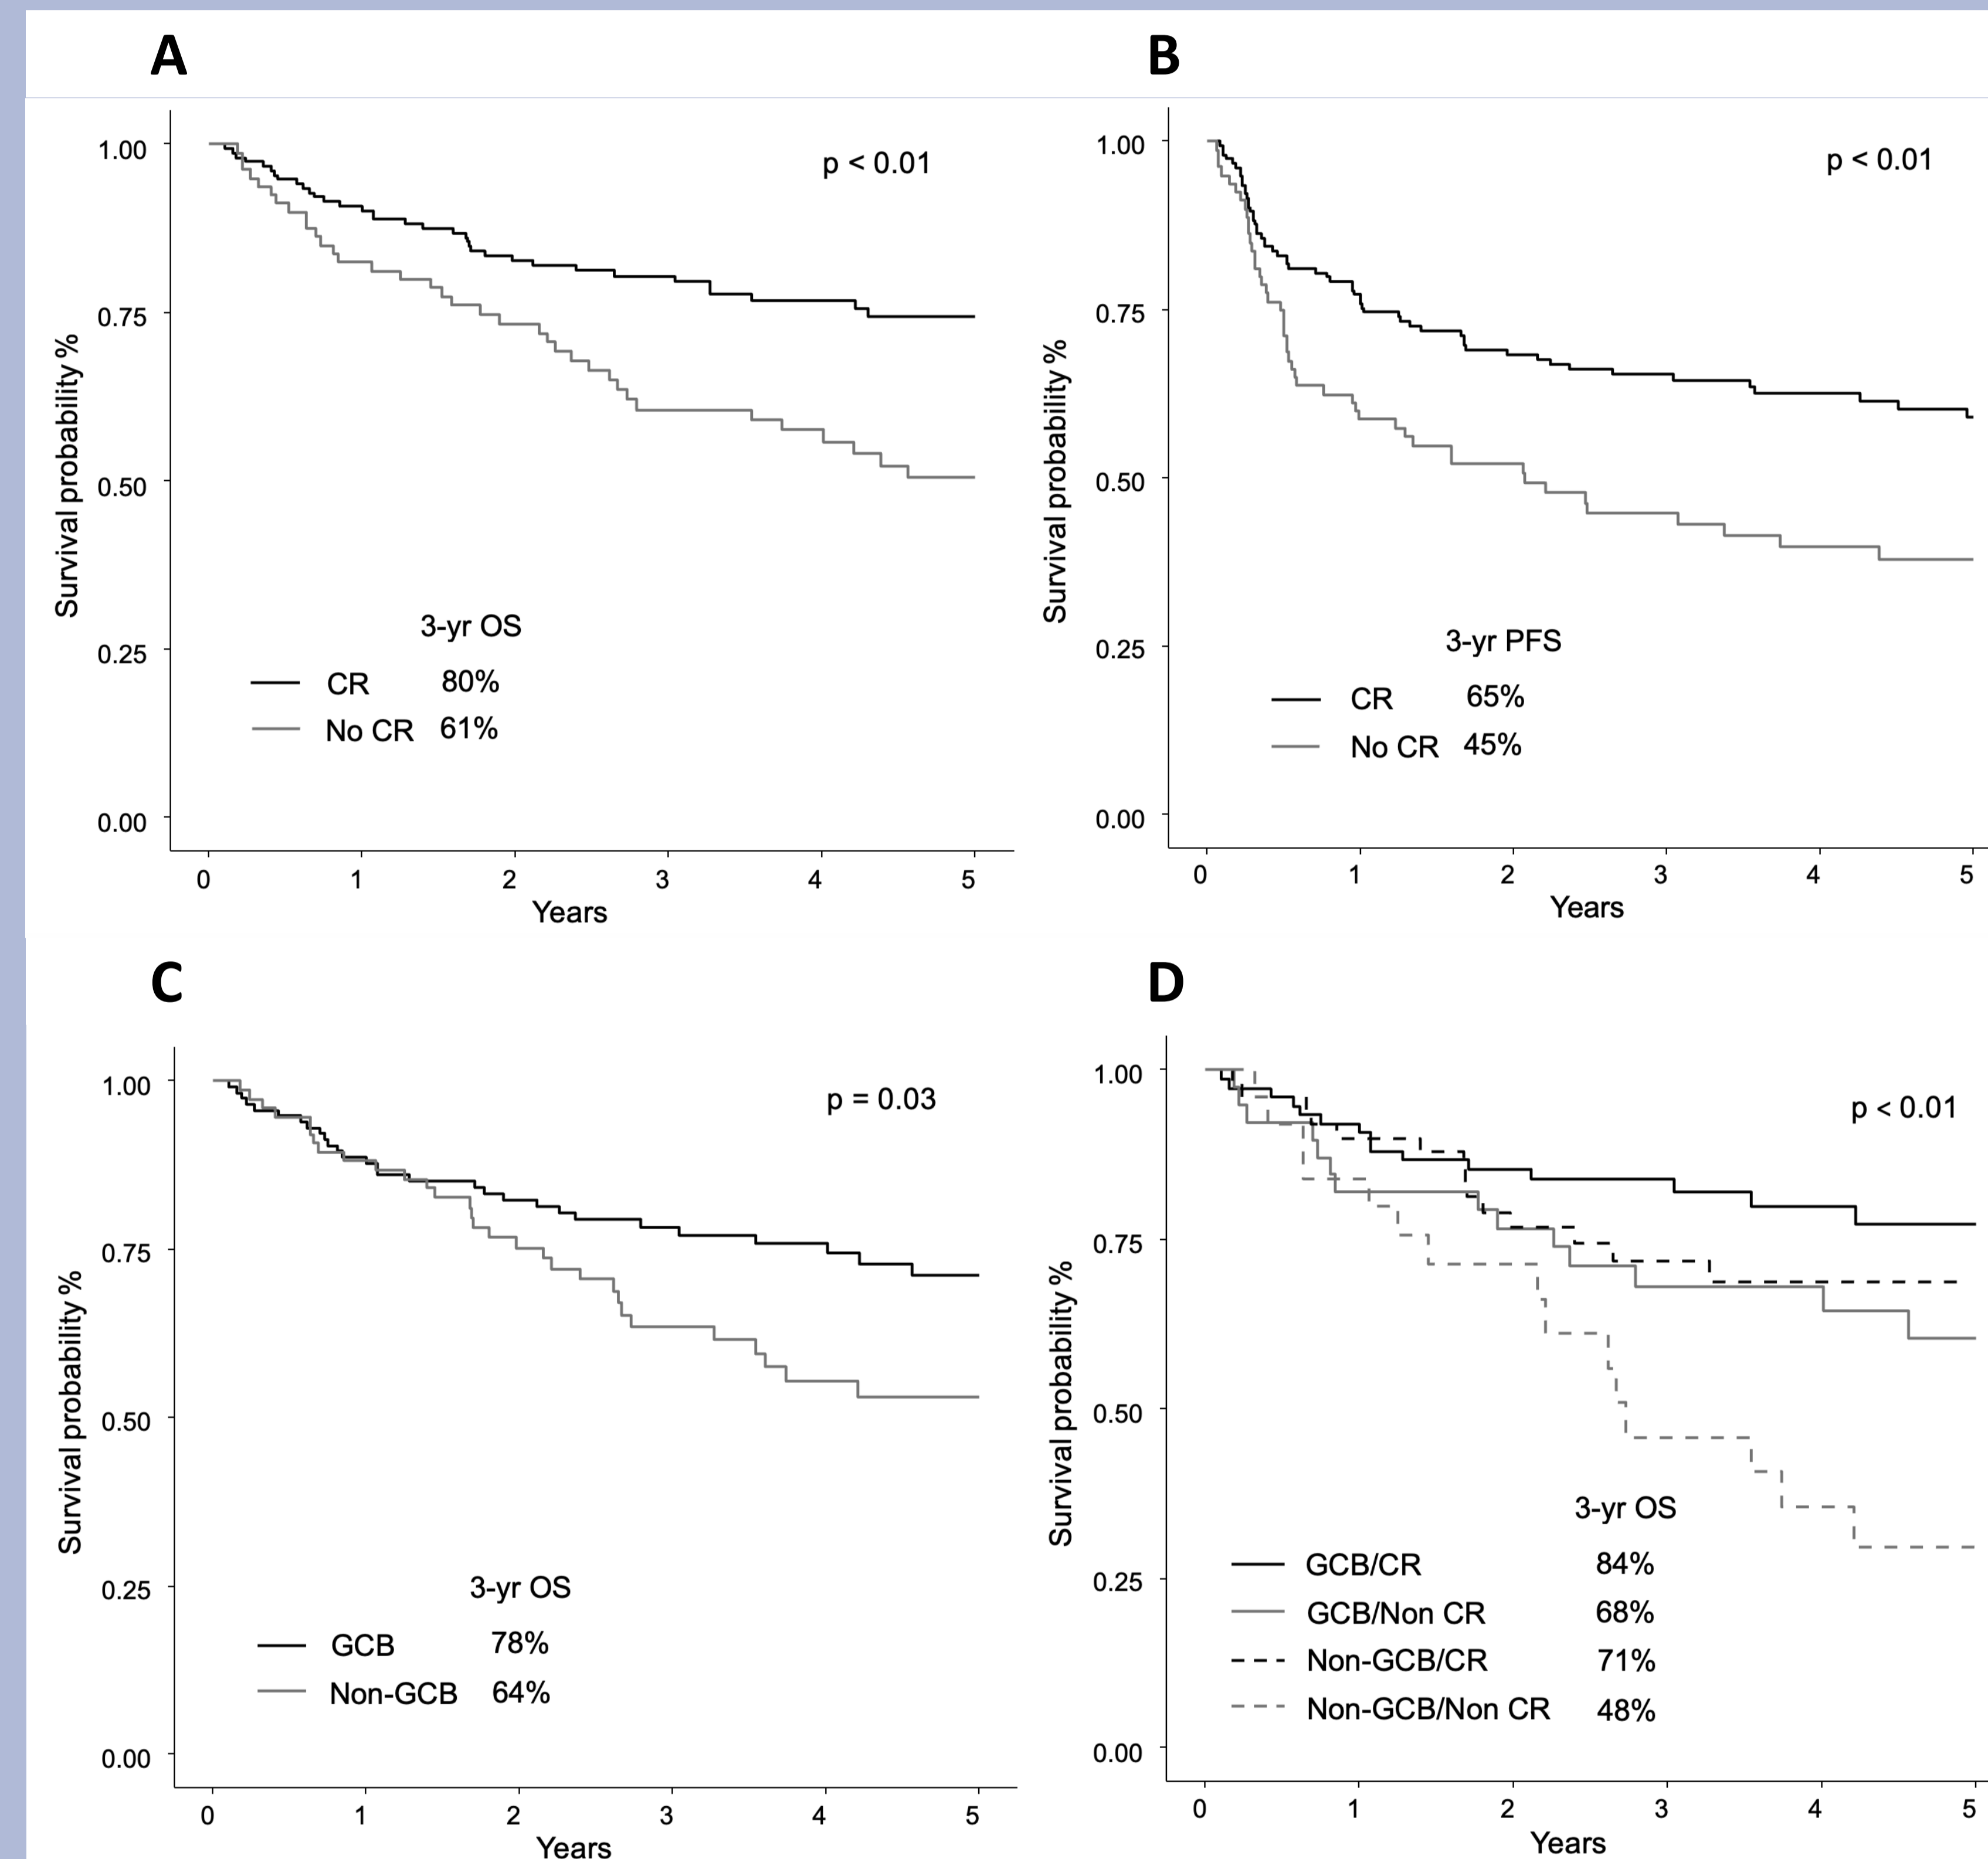 A
1.00
0.75
0.50
0.25
0.00
Survival probability %
p < 0.01
3-yr OS
CR 80%
No CR 61%
0 1 2 3 4 5
Years
B
1.00
0.75
0.50
0.25
0.00
Survival probability %
p < 0.01
3-yr PFS
CR 65%
No CR 45%
0 1 2 3 4 5
Years
C
1.00
0.75
0.50
0.25
0.00
Survival probability %
p = 0.03
3-yr OS
GCB 78%
Non-GCB 64%
0 1 2 3 4 5
Years
D
1.00
0.75
0.50
0.25
0.00
Survival probability %
p < 0.01
3-yr OS
GCB/CR 84%
GCB/Non CR 68%
Non-GCB/CR 71%
Non-GCB/Non CR 48%
0 1 2 3 4 5
Years